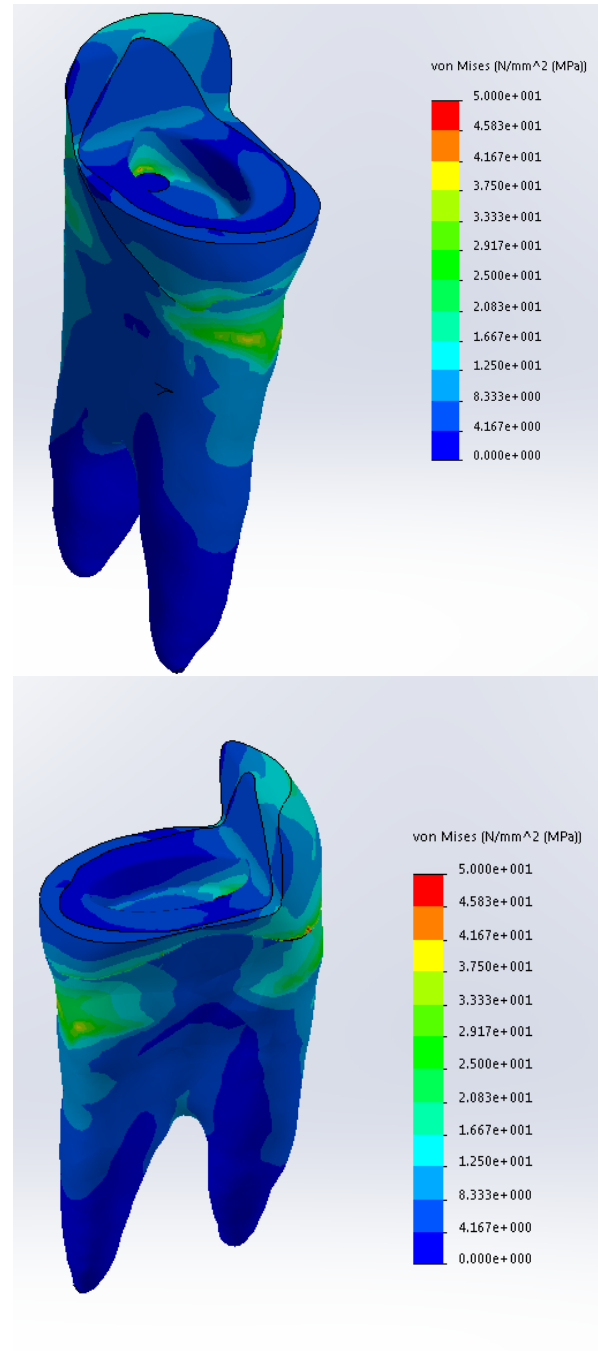 von Mises (N/mm^2 (MPa))
5.000e+001
4.583e+001
4.167e+001
3.750e+001
3.333e+001
2.917e+001
2.500e+001
2.083e+001
1.667e+001
1.250e+001
8.333e+000
4.167e+000
0.000e+000
von Mises (N/mm^2 (MPa))
5.000e+001
4.583e+001
4.167e+001
3.750e+001
3.333e+001
2.917e+001
2.500e+001
2.083e+001
1.667e+001
1.250e+001
8.333e+000
4.167e+000
0.000e+000